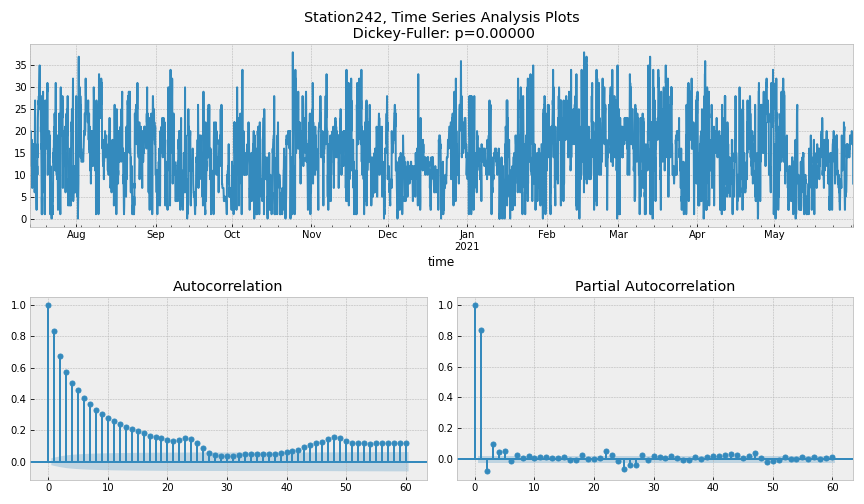 Station242, Time Series Analysis Plots
Dickey-Fuller: p=0.00000
35
30
25
20
15
10
5
0
Aug Sep Oct Nov Dec Jan Feb Mar Apr May
2021
time
Autocorrelation
1.0
0.8
0.6
0.4
0.2
0.0
0 10 20 30 40 50 60
Partial Autocorrelation
1.0
0.8
0.6
0.4
0.2
0.0
0 10 20 30 40 50 60